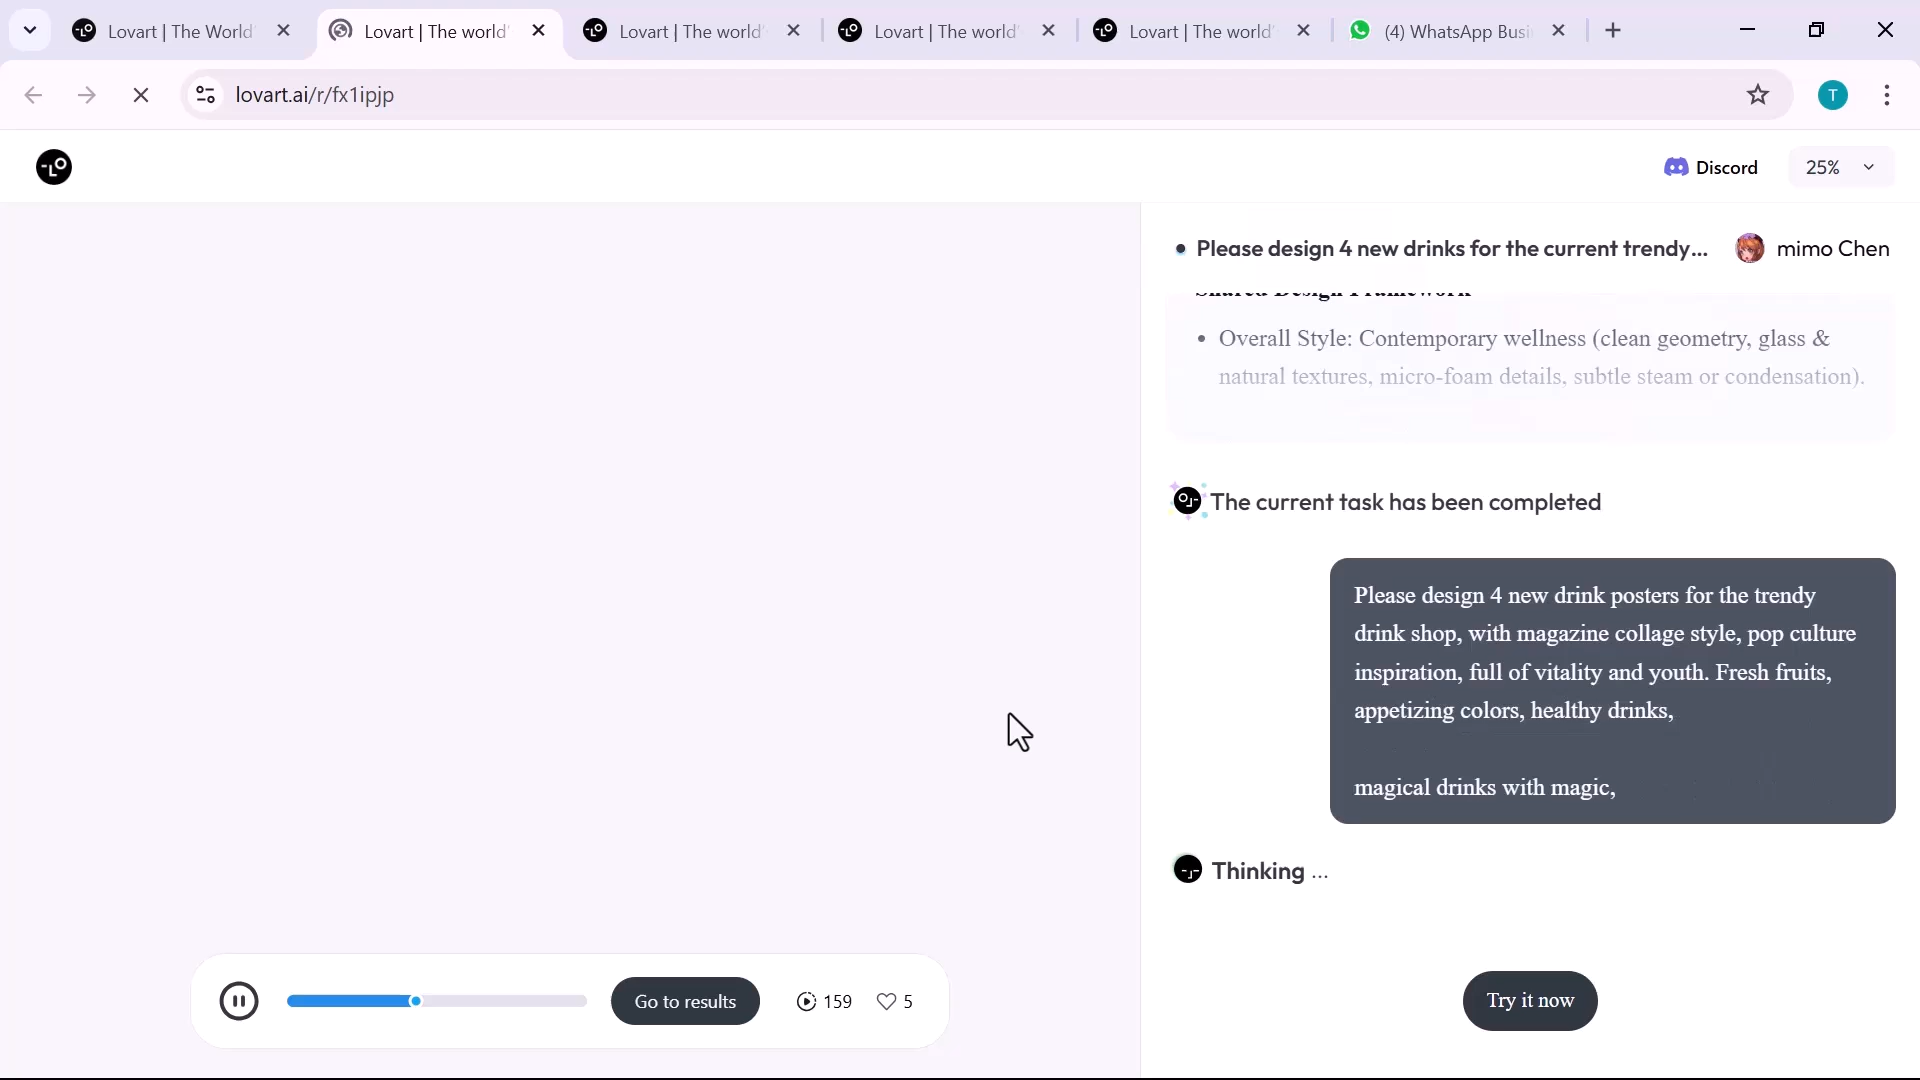 Lovart | The World'
Lovart | The world'
Lovart | The world'
Lovart | The world'
Lovart | The world'
(4) WhatsApp Busi
lovart.ai/r/fx1ipjp
T
Discord
25%
Please design 4 new drinks for the current trendy...
mimo Chen
Shared Design Framework
• Overall Style: Contemporary wellness (clean geometry, glass &
natural textures, micro-foam details, subtle steam or condensation).
The current task has been completed
Please design 4 new drink posters for the trendy
drink shop, with magazine collage style, pop culture
inspiration, full of vitality and youth. Fresh fruits,
appetizing colors, healthy drinks,
magical drinks with magic,
Thinking ...
Go to results
159
5
Try it now